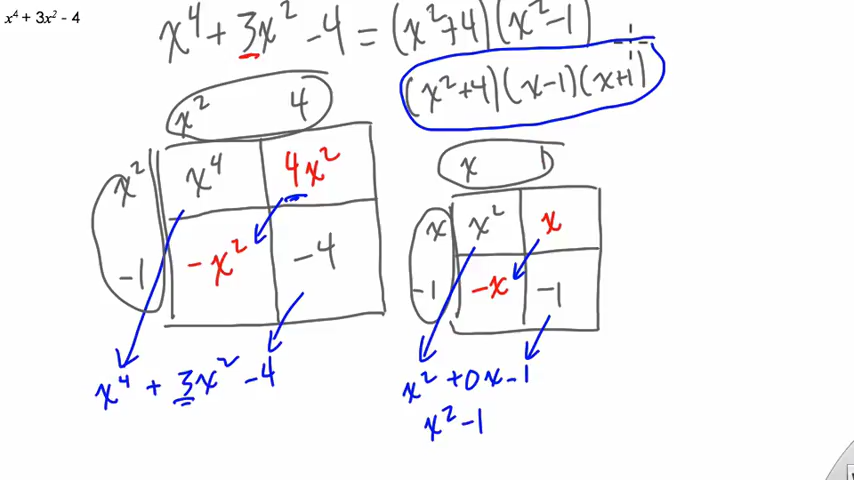 x⁴ + 3x² - 4
x⁴ + 3x² - 4 = (x² + 4)(x² - 1)
(x² + 4)(x - 1)(x + 1)
x² 4
x² x⁴ 4x²
-1 -x² -4
x⁴ + 3x² - 4
x 1
x x² x
-1 -x -1
x² + 0x - 1
x² - 1